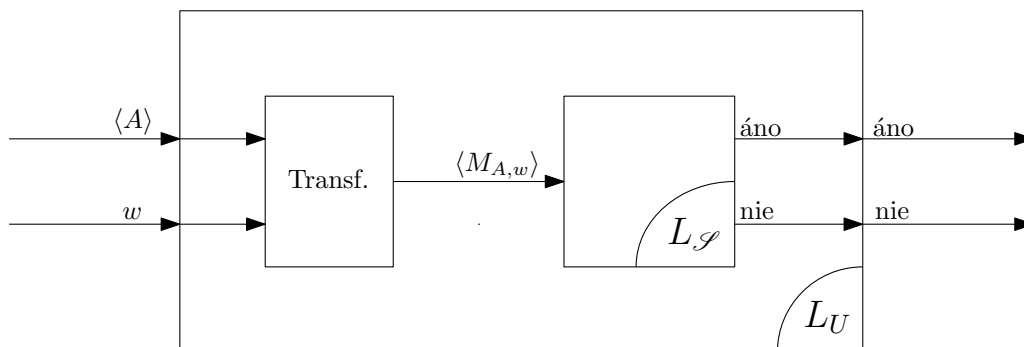 ⟨A⟩ áno áno
⟨M_{A,w}⟩
Transf.
w nie nie
L_𝒮
L_U